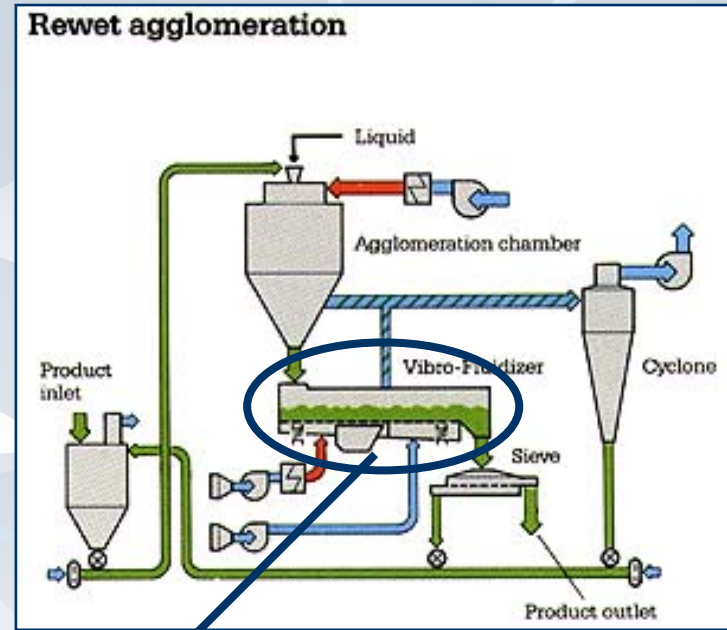 Rewet agglomeration
Liquid
Agglomeration chamber
Vibro-Fluidizer
Cyclone
Product
inlet
Sieve
Product outlet